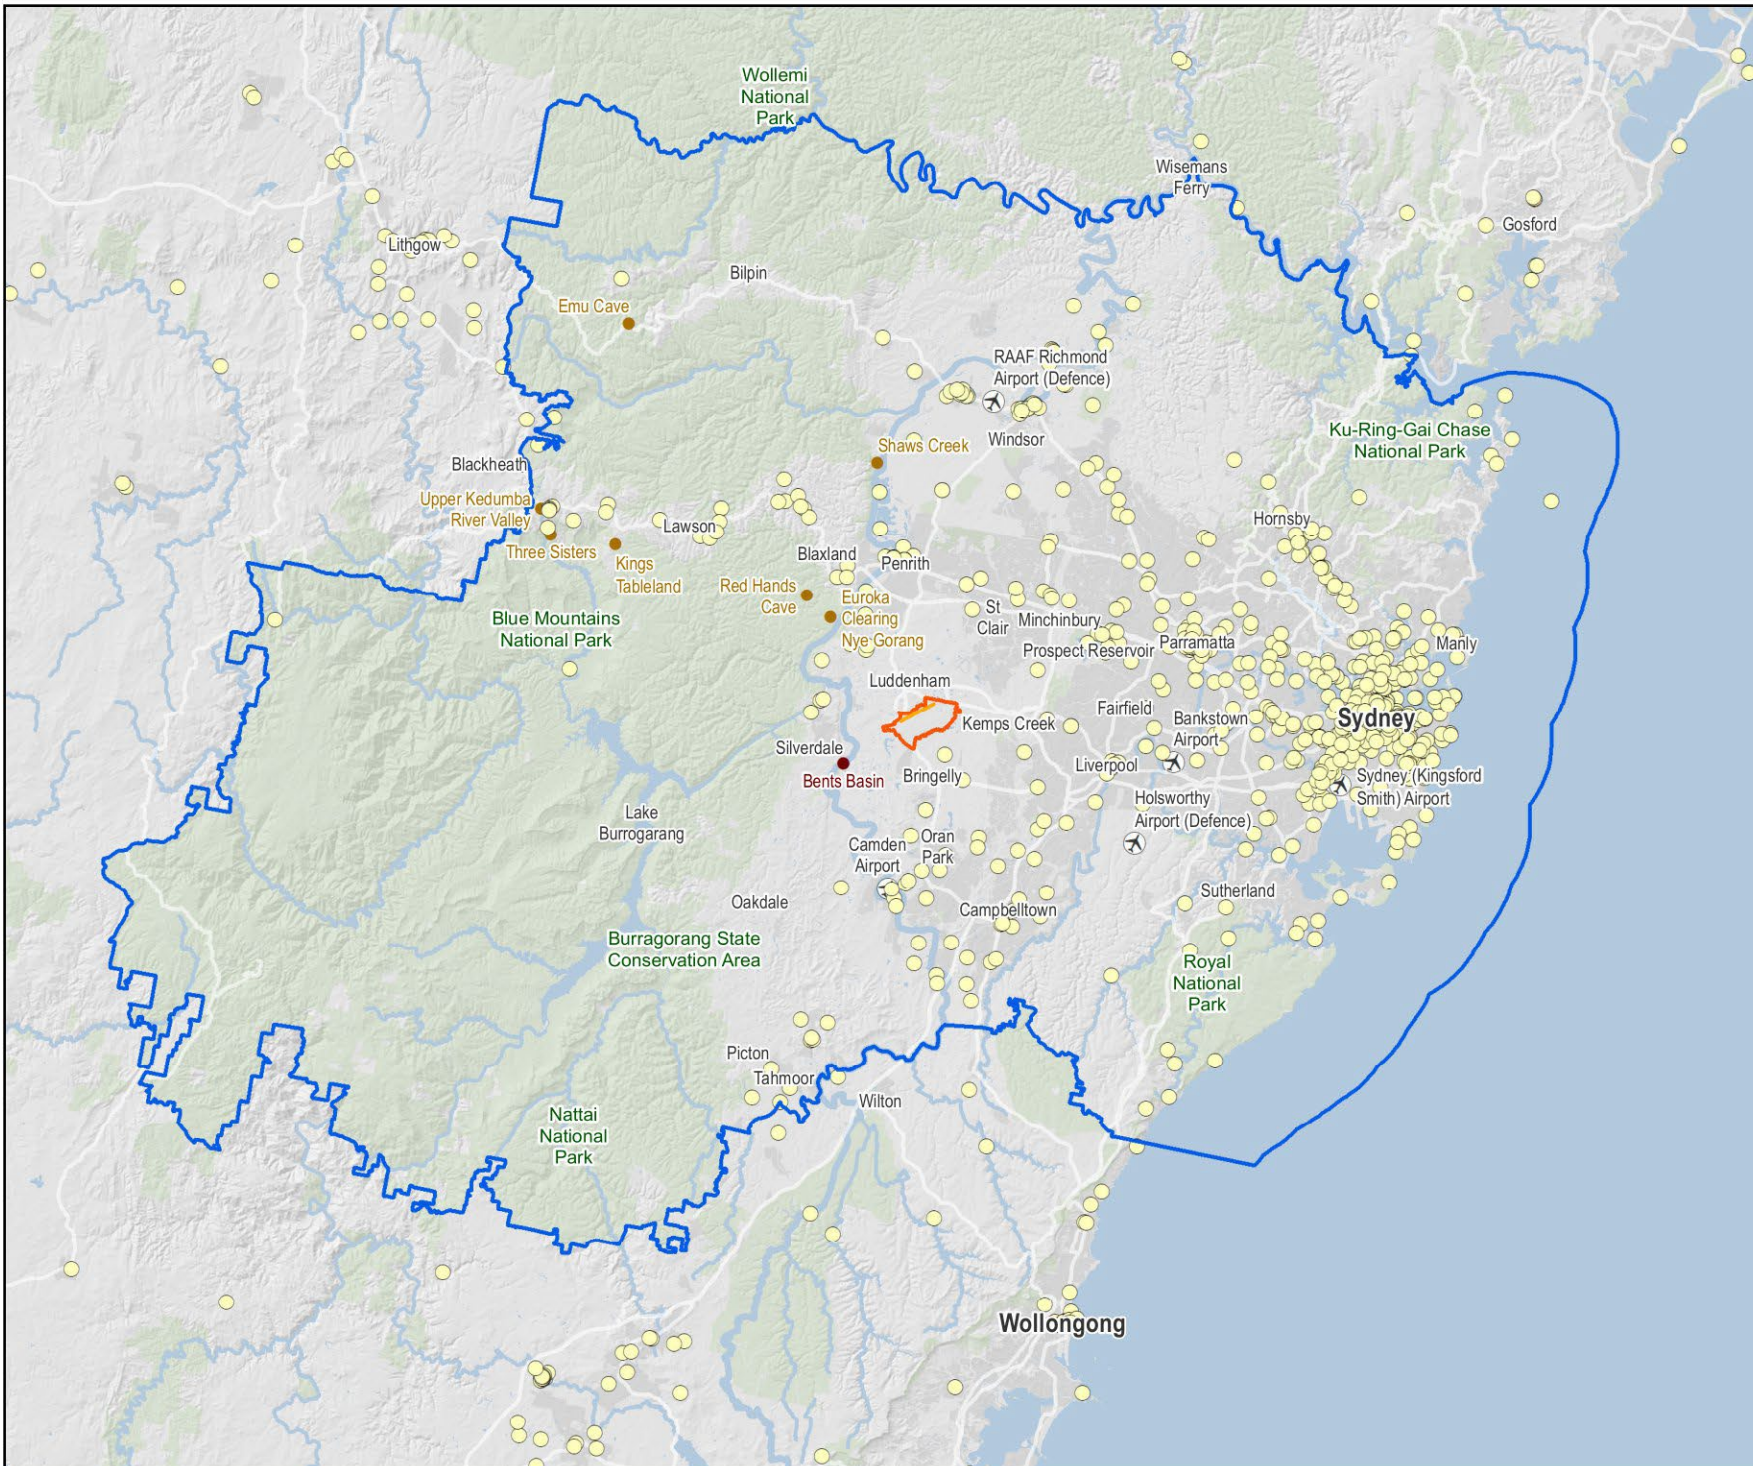 Wollemi
National
Park
Wisemans
Ferry
Gosford
Lithgow
Bilpin
Emu Cave
RAAF Richmond
Airport (Defence)
Windsor
Ku-Ring-Gai Chase
National Park
Shaws Creek
Blackheath
Upper Kedumba
River Valley
Lawson
Hornsby
Three Sisters
Kings
Tableland
Blaxland
Penrith
Red Hands
Cave
Euroka
Clearing
Nye Gorang
St
Clair
Minchinbury
Blue Mountains
National Park
Prospect Reservoir
Parramatta
Manly
Luddenham
Kemps Creek
Fairfield
Bankstown
Airport
Sydney
Silverdale
Bents Basin
Bringelly
Liverpool
Sydney (Kingsford
Smith) Airport
Holsworthy
Airport (Defence)
Lake
Burrogarang
Camden
Airport
Oran
Park
Oakdale
Campbelltown
Sutherland
Burragorang State
Conservation Area
Royal
National
Park
Picton
Tahmoor
Wilton
Nattai
National
Park
Wollongong